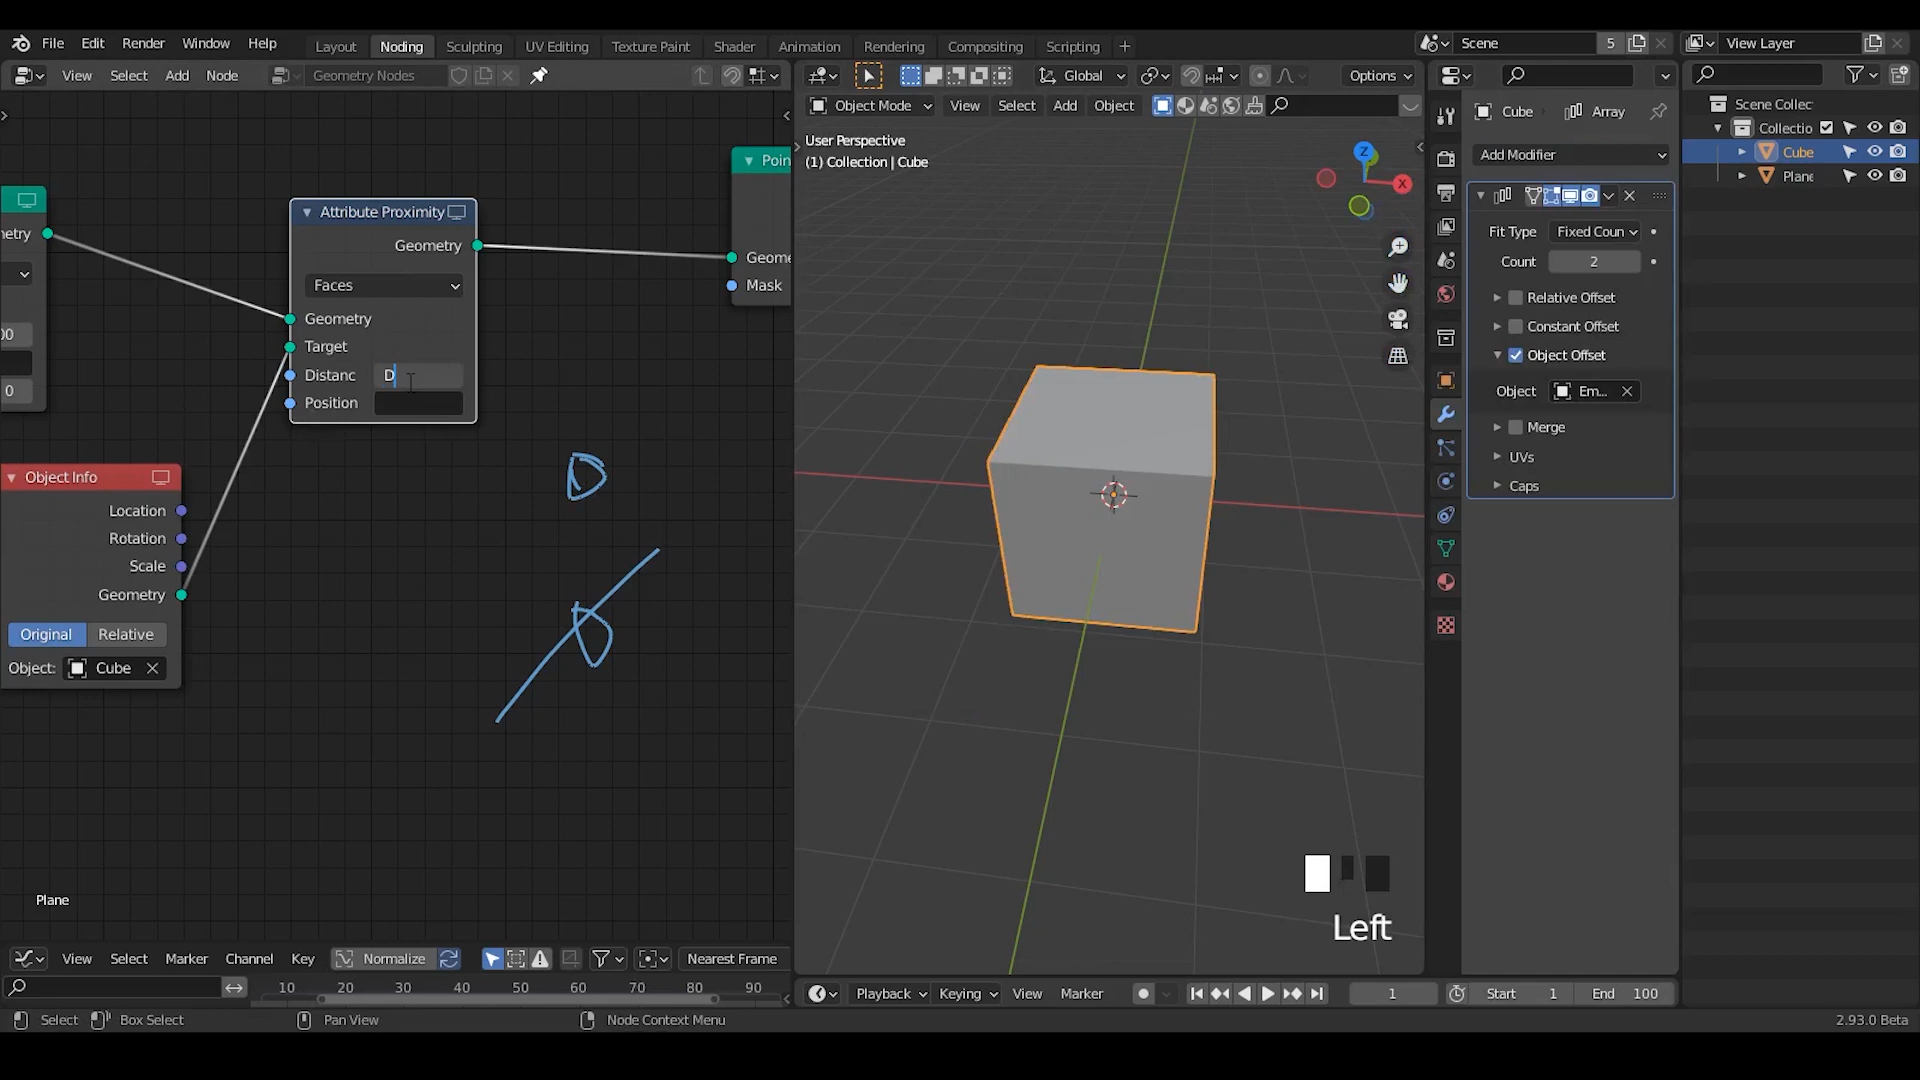 File Edit Render Window Help Layout Noding Sculpting UV Editing Texture Paint Shader Animation Rendering Compositing Scripting Scene 5 View Layer
View Select Add Node Geometry Nodes Global Options
Object Mode View Select Add Object
User Perspective
(1) Collection | Cube
Z
X
etry
00
0
Attribute Proximity
Geometry
Faces
Geometry
Target
Distanc D
Position
Poin
Geome
Mask
Object Info
Location
Rotation
Scale
Geometry
Original Relative
Object: Cube
D
Plane
Left
Cube Array
Add Modifier
Fit Type Fixed Coun
Count 2
Relative Offset
Constant Offset
Object Offset
Object Em...
Merge
UVs
Caps
Scene Collec
Collectio
Cube
Plane
View Select Marker Channel Key Normalize Nearest Frame
10 20 30 40 50 60 70 80 90
Playback Keying View Marker 1 Start 1 End 100
Select Box Select Pan View Node Context Menu 2.93.0 Beta